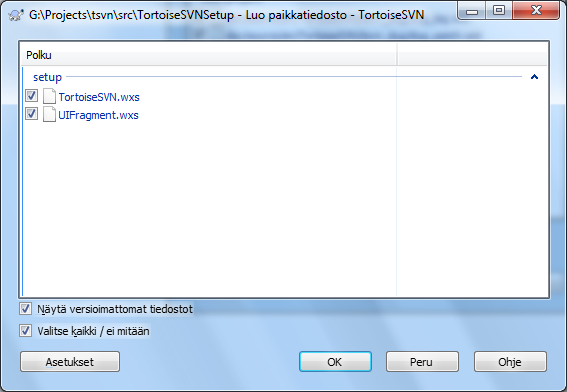 G:\Projects\tsvn\src\TortoiseSVNSetup - Luo paikkatiedosto - TortoiseSVN
Polku
setup
TortoiseSVN.wxs
UIFragment.wxs
Näytä versioimattomat tiedostot
Valitse kaikki / ei mitään
Asetukset
OK
Peru
Ohje